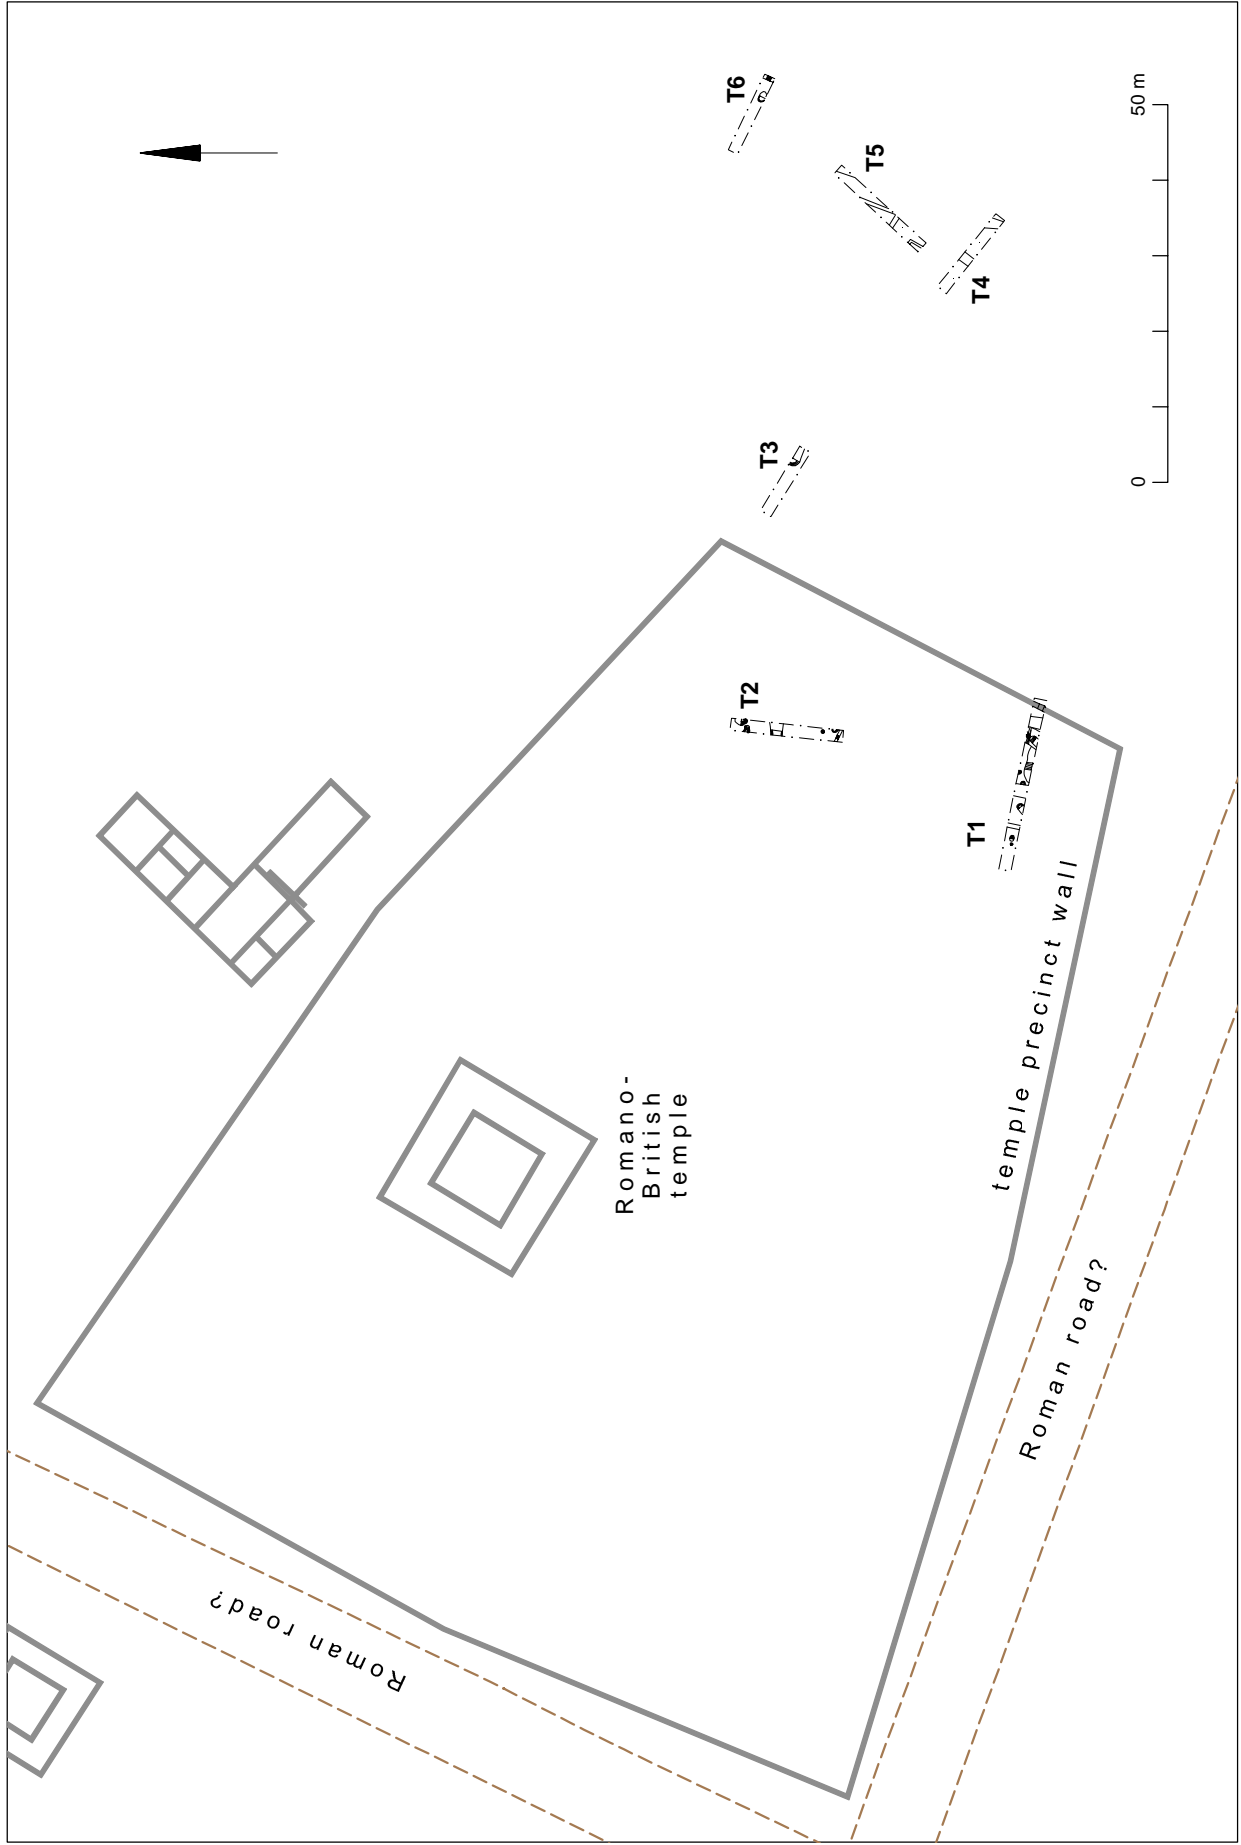 T6
T5
T4
T3
T2
T1
50 m
0
Romano-
British
temple
temple precinct wall
Roman road?
Roman road?